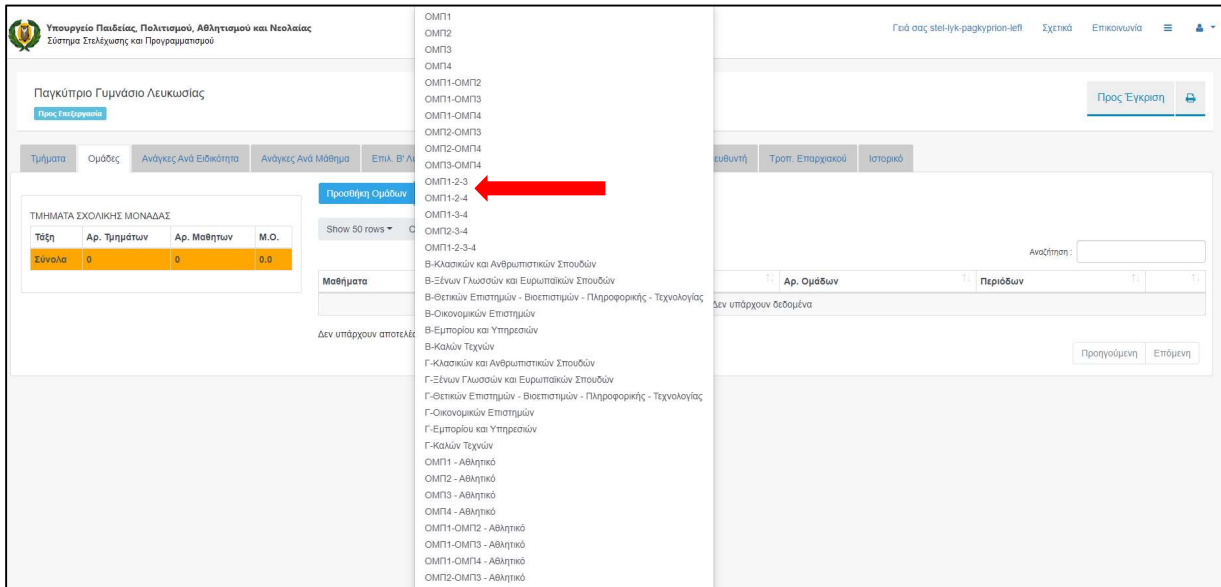 Υπουργείο Παιδείας, Πολιτισμού, Αθλητισμού και Νεολαίας
Σύστημα Στελέχωσης και Προγραμματισμού
Γειά σας stel-lyk-pagkyprion-lefl Σχετικά Επικοινωνία
Παγκύπριο Γυμνάσιο Λευκωσίας
Προς Επεξεργασία
Προς Έγκριση
Τμήματα Ομάδες Ανάγκες Ανά Ειδικότητα Ανάγκες Ανά Μάθημα Επιλ. Β' Τροπ. Επαρχιακού Ιστορικό
ΤΜΗΜΑΤΑ ΣΧΟΛΙΚΗΣ ΜΟΝΑΔΑΣ
Τάξη Αρ. Τμημάτων Αρ. Μαθητων Μ.Ο.
Σύνολα 0 0 0.0
Προσθήκη Ομάδων
Show 50 rows
Αναζήτηση :
Μαθήματα Αρ. Ομάδων Περιόδων
Δεν υπάρχουν δεδομένα
Δεν υπάρχουν
Προηγούμενη Επόμενη
ΟΜΠ1
ΟΜΠ2
ΟΜΠ3
ΟΜΠ4
ΟΜΠ1-ΟΜΠ2
ΟΜΠ1-ΟΜΠ3
ΟΜΠ1-ΟΜΠ4
ΟΜΠ2-ΟΜΠ3
ΟΜΠ2-ΟΜΠ4
ΟΜΠ3-ΟΜΠ4
ΟΜΠ1-2-3
ΟΜΠ1-2-4
ΟΜΠ1-3-4
ΟΜΠ2-3-4
ΟΜΠ1-2-3-4
Β-Κλασικών και Ανθρωπιστικών Σπουδών
Β-Ξένων Γλωσσών και Ευρωπαϊκών Σπουδών
Β-Θετικών Επιστημών - Βιοεπιστιμών - Πληροφορικής - Τεχνολογίας
Β-Οικονομικών Επιστημών
Β-Εμπορίου και Υπηρεσιών
Β-Καλών Τεχνών
Γ-Κλασικών και Ανθρωπιστικών Σπουδών
Γ-Ξένων Γλωσσών και Ευρωπαϊκών Σπουδών
Γ-Θετικών Επιστημών - Βιοεπιστιμών - Πληροφορικής - Τεχνολογίας
Γ-Οικονομικών Επιστημών
Γ-Εμπορίου και Υπηρεσιών
Γ-Καλών Τεχνών
ΟΜΠ1 - Αθλητικό
ΟΜΠ2 - Αθλητικό
ΟΜΠ3 - Αθλητικό
ΟΜΠ4 - Αθλητικό
ΟΜΠ1-ΟΜΠ2 - Αθλητικό
ΟΜΠ1-ΟΜΠ3 - Αθλητικό
ΟΜΠ1-ΟΜΠ4 - Αθλητικό
ΟΜΠ2-ΟΜΠ3 - Αθλητικό